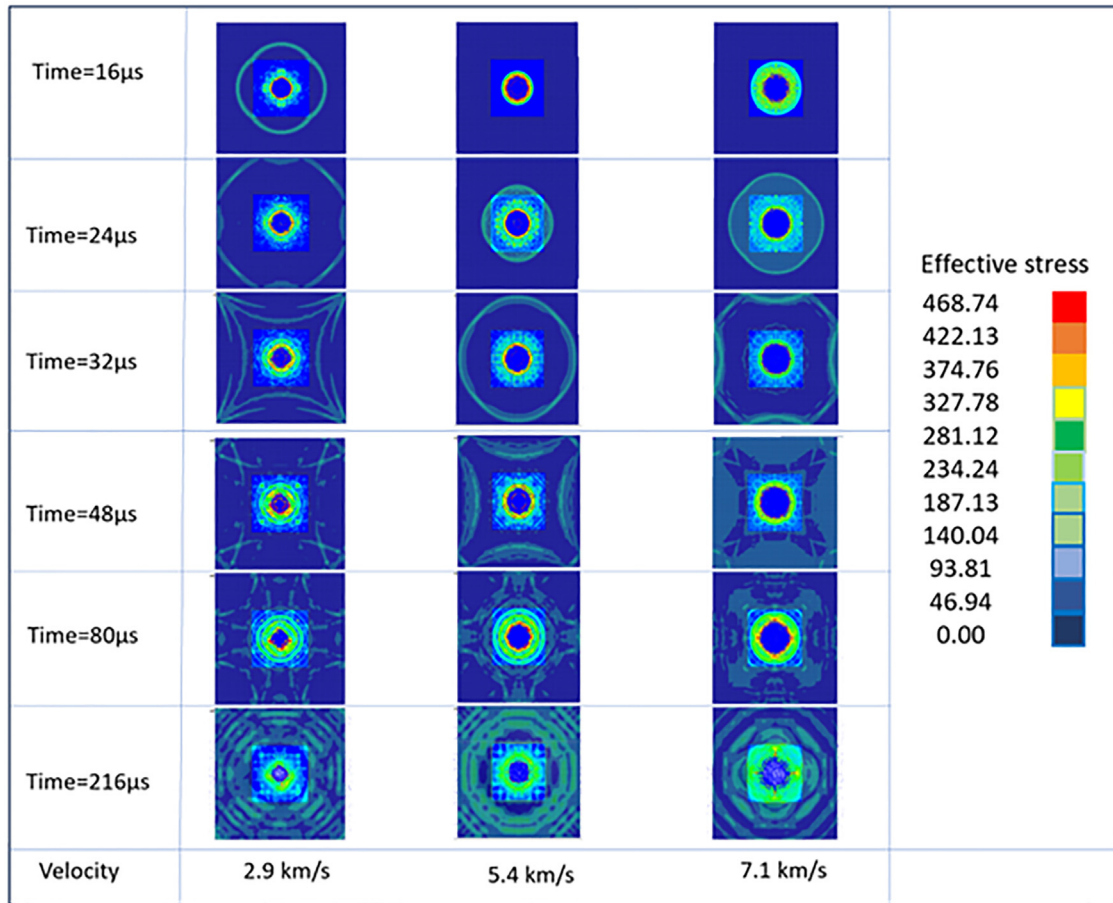 Time=16µs
Time=24µs
Time=32µs
Time=48µs
Time=80µs
Time=216µs
Velocity
2.9 km/s
5.4 km/s
7.1 km/s
Effective stress
468.74
422.13
374.76
327.78
281.12
234.24
187.13
140.04
93.81
46.94
0.00